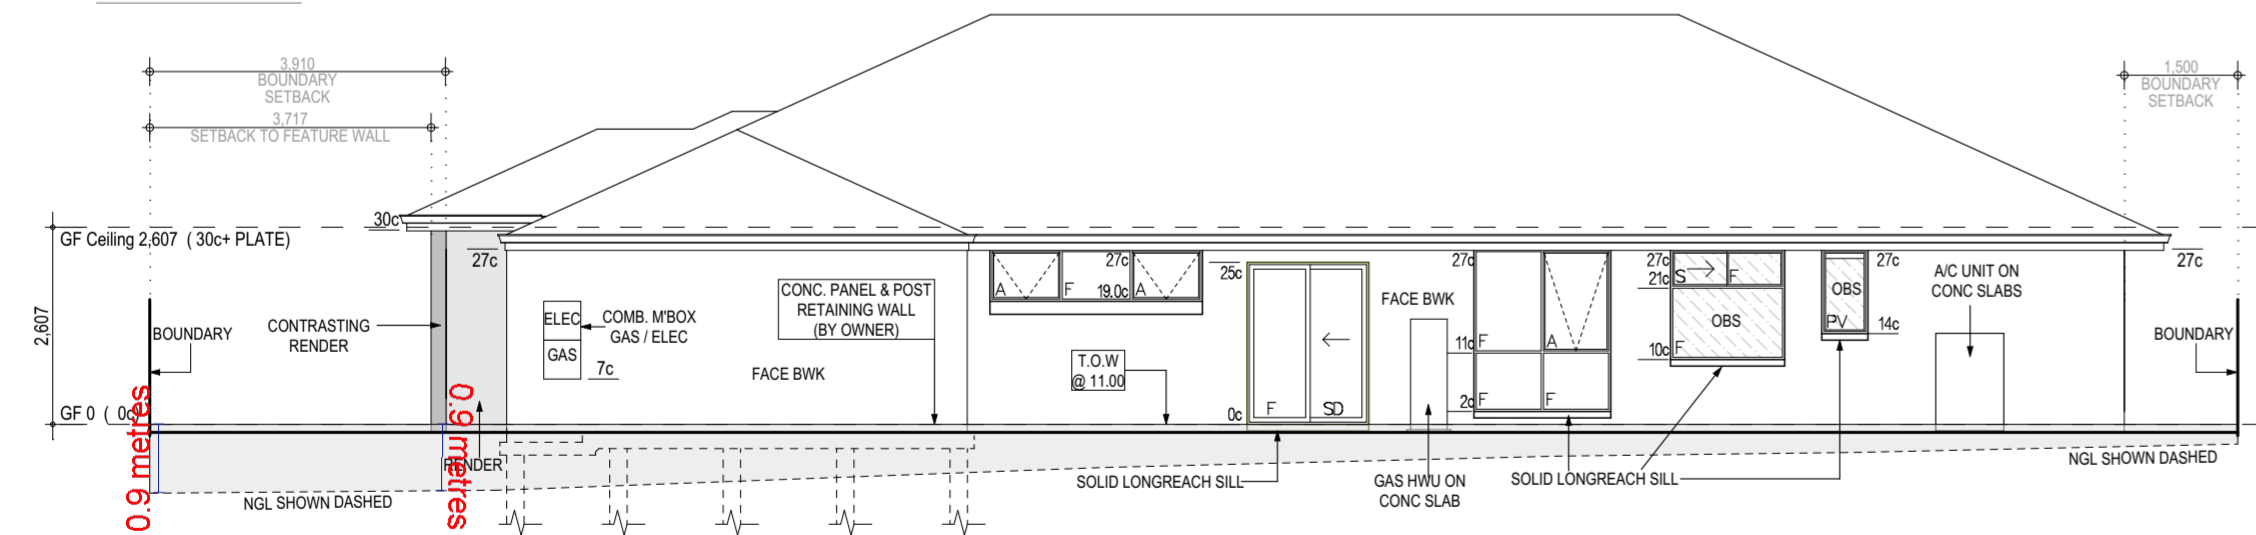 3,910
BOUNDARY
SETBACK
3,717
SETBACK TO FEATURE WALL
1,500
BOUNDARY
SETBACK
30c
GF Ceiling 2,607 ( 30c+ PLATE)
27c
2,607
BOUNDARY
CONTRASTING
RENDER
ELEC
GAS
COMB. M'BOX
GAS / ELEC
7c
CONC. PANEL & POST
RETAINING WALL
(BY OWNER)
FACE BWK
A
F
27c
19.0c
A
T.O.W
@ 11.00
25c
0c
F
SD
FACE BWK
27c
11c
F
A
2c
F
F
27c
21c
S
F
OBS
10c
F
OBS
PV
27c
14c
A/C UNIT ON
CONC SLABS
27c
BOUNDARY
GF 0 ( 0c)
0.9 metres
0.9 metres
RENDER
NGL SHOWN DASHED
SOLID LONGREACH SILL
GAS HWU ON
CONC SLAB
SOLID LONGREACH SILL
NGL SHOWN DASHED